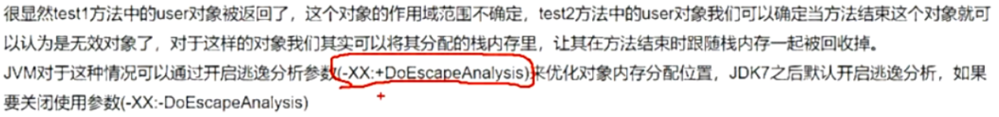 很显然test1方法中的user对象被返回了，这个对象的作用域范围不确定，test2方法中的user对象我们可以确定当方法结束这个对象就可
以认为是无效对象了，对于这样的对象我们其实可以将其分配的栈内存里，让其在方法结束时跟随栈内存一起被回收掉。
JVM对于这种情况可以通过开启逃逸分析参数(-XX:+DoEscapeAnalysis)来优化对象内存分配位置，JDK7之后默认开启逃逸分析，如果
要关闭使用参数(-XX:-DoEscapeAnalysis)